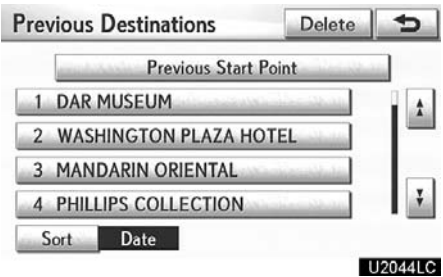 Previous Destinations Delete
Previous Start Point
1 DAR MUSEUM
2 WASHINGTON PLAZA HOTEL
3 MANDARIN ORIENTAL
4 PHILLIPS COLLECTION
Sort Date
U2044LC